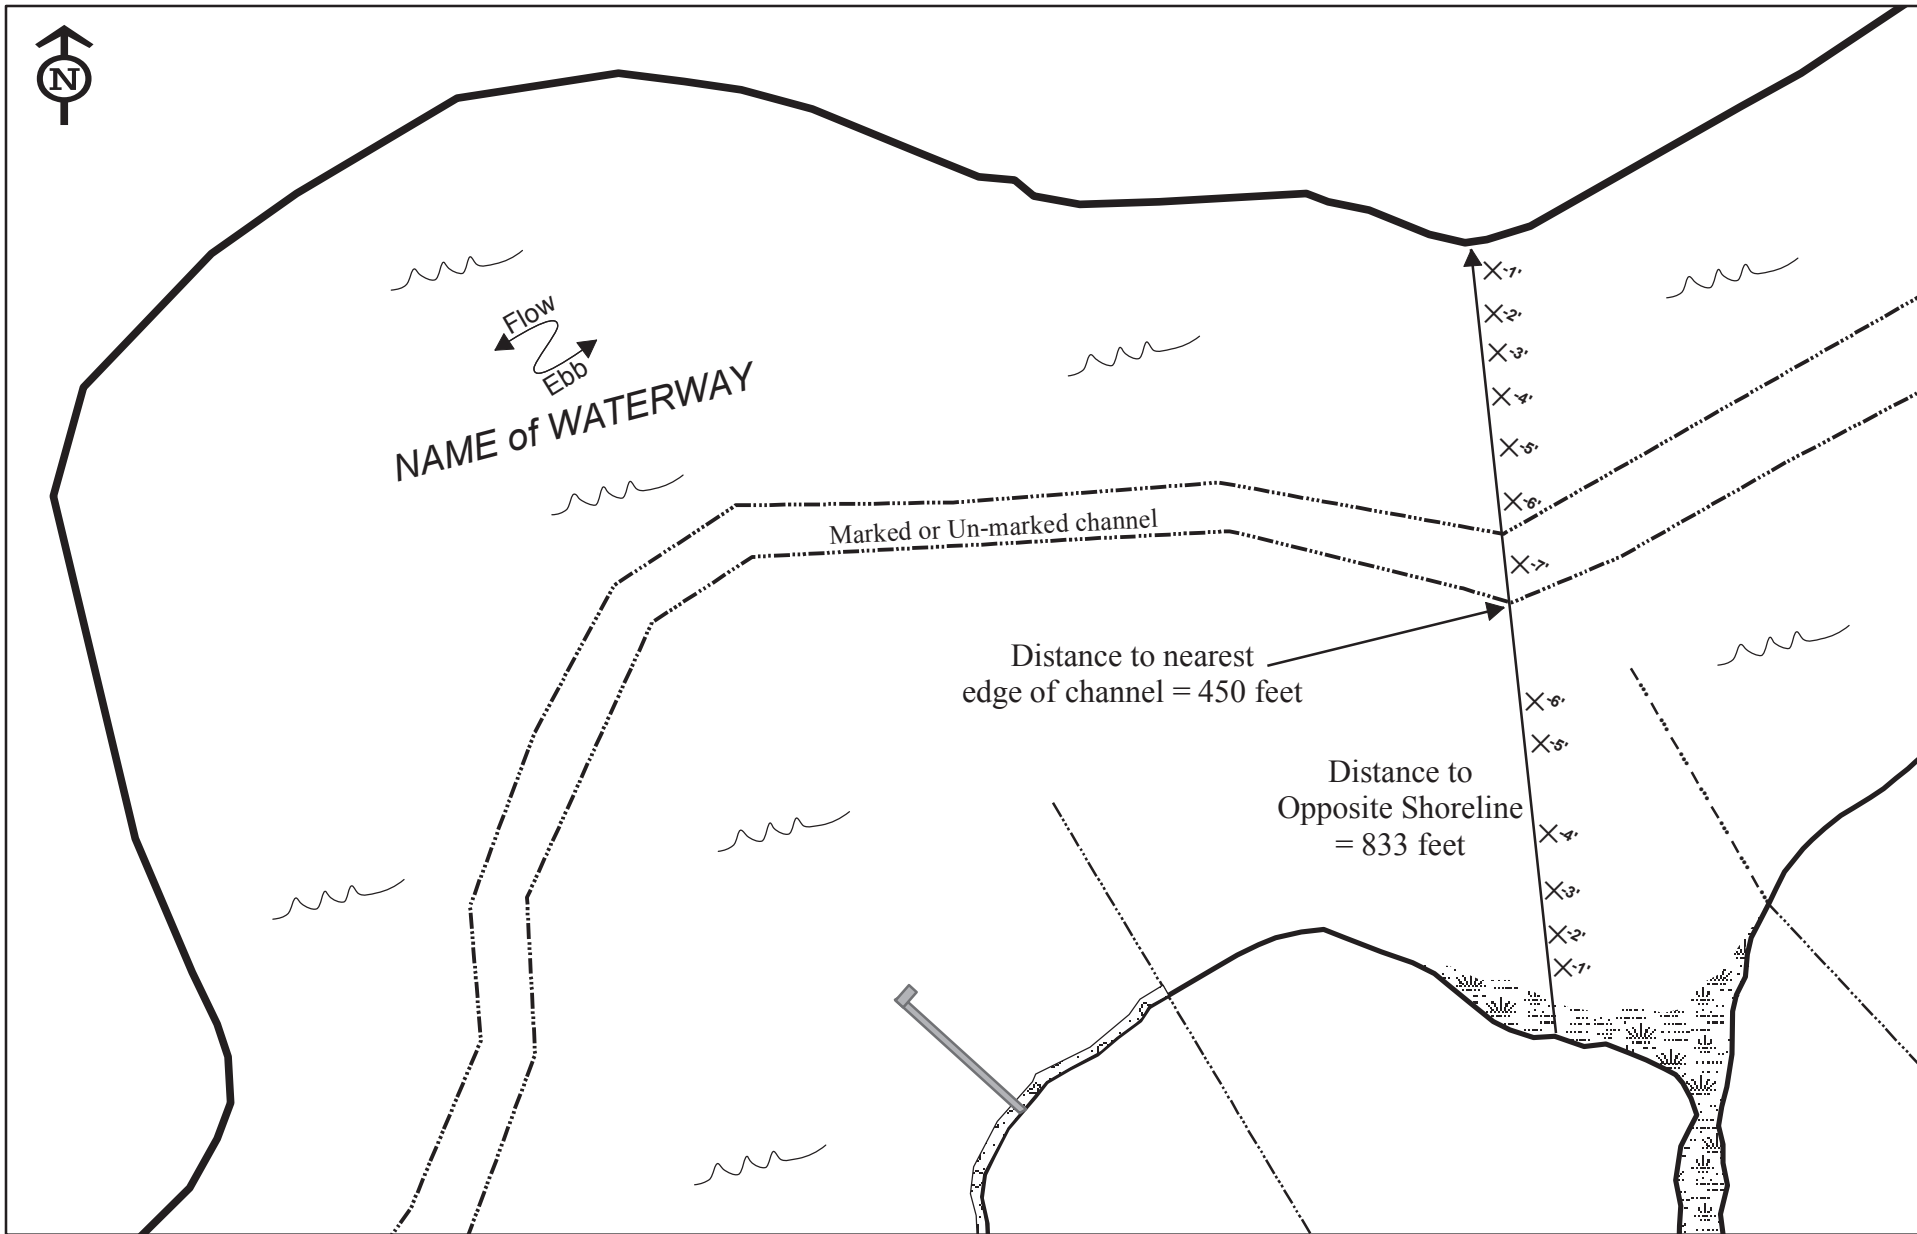 N
Flow
Ebb
NAME of WATERWAY
Marked or Un-marked channel
-1'
-2'
-3'
-4'
-5'
-6'
-7'
Distance to nearest
edge of channel = 450 feet
-6'
-5'
Distance to
Opposite Shoreline
= 833 feet
-4'
-3'
-2'
-1'